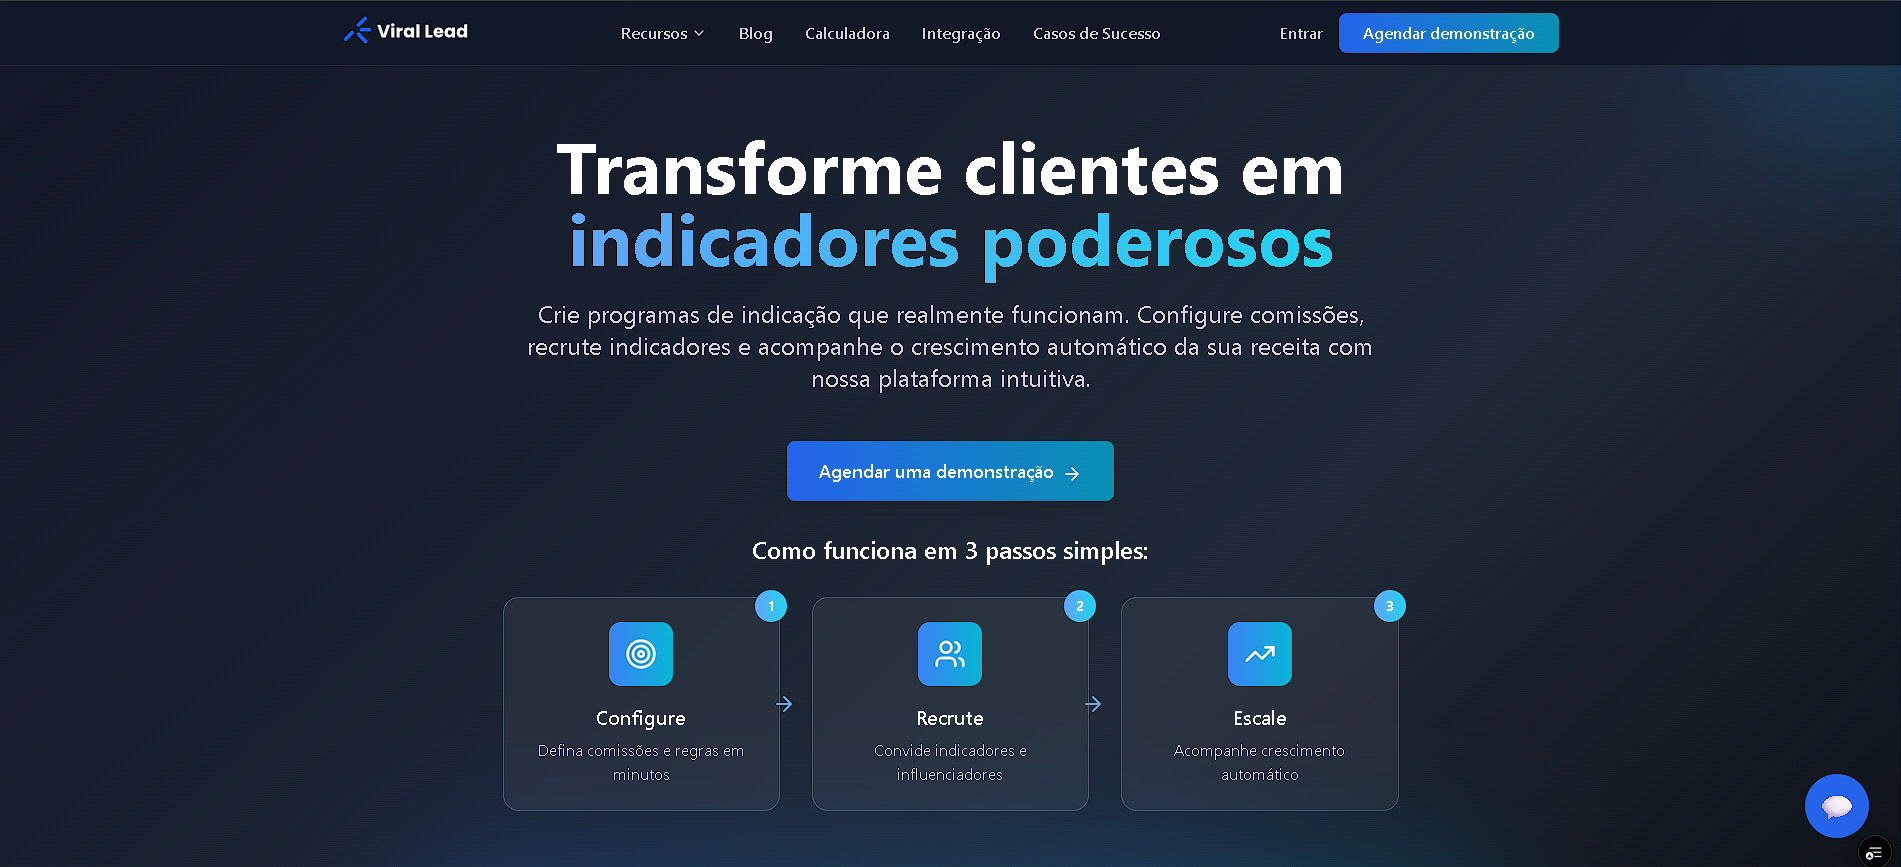 Viral Lead
Recursos
Blog
Calculadora
Integração
Casos de Sucesso
Entrar
Agendar demonstração
Transforme clientes em
indicadores poderosos
Crie programas de indicação que realmente funcionam. Configure comissões,
recrute indicadores e acompanhe o crescimento automático da sua receita com
nossa plataforma intuitiva.
Agendar uma demonstração
Como funciona em 3 passos simples:
1
Configure
Defina comissões e regras em
minutos
2
Recrute
Convide indicadores e
influenciadores
3
Escale
Acompanhe crescimento
automático